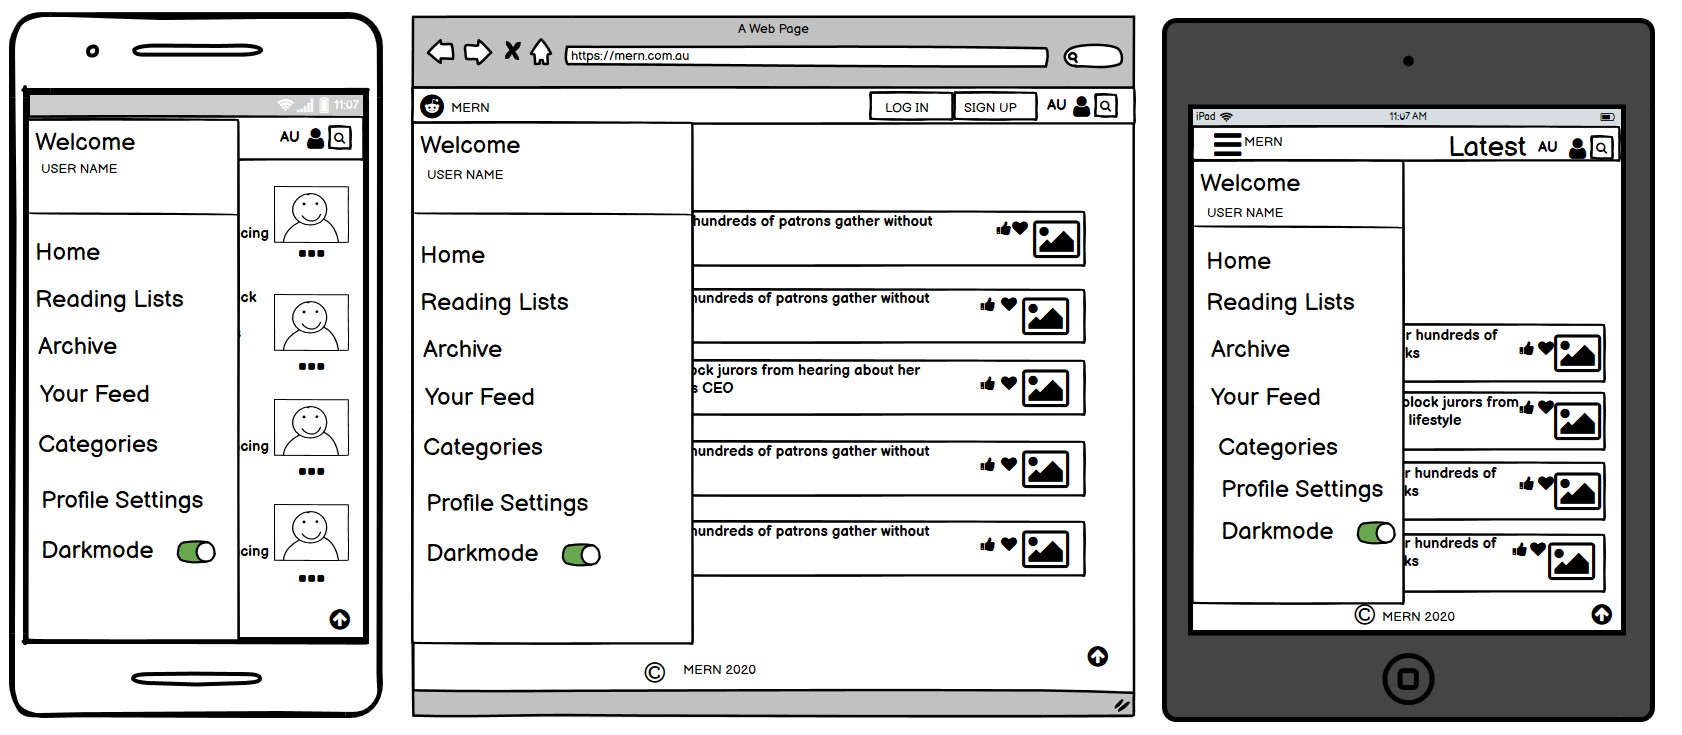 11:07
AU
Welcome
USER NAME
Home
cing
Reading Lists
ck
Archive
Your Feed
Categories
cing
Profile Settings
Darkmode
cing
A Web Page
https://mern.com.au
MERN
LOG IN
SIGN UP
AU
Welcome
USER NAME
hundreds of patrons gather without
Home
Reading Lists
hundreds of patrons gather without
Archive
ock jurors from hearing about her
s CEO
Your Feed
Categories
hundreds of patrons gather without
Profile Settings
hundreds of patrons gather without
Darkmode
© MERN 2020
iPad
11:07 AM
MERN
Latest
AU
Welcome
USER NAME
Home
Reading Lists
r hundreds of
ks
Archive
Your Feed
block jurors from
lifestyle
Categories
r hundreds of
ks
Profile Settings
Darkmode
r hundreds of
ks
© MERN 2020